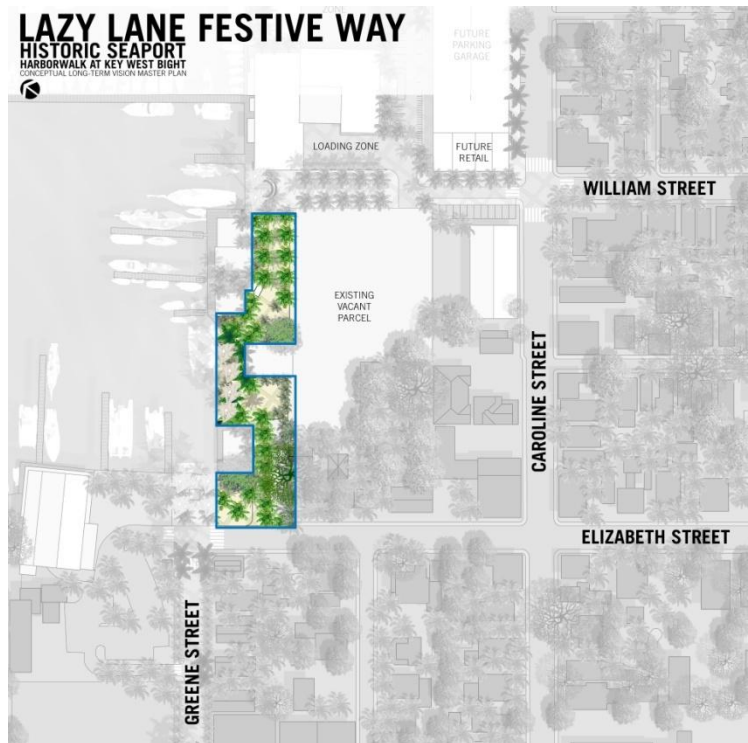 LAZY LANE FESTIVE WAY
HISTORIC SEAPORT
HARBORWALK AT KEY WEST BIGHT
CONCEPTUAL LONG-TERM VISION MASTER PLAN
ZONE
FUTURE
PARKING
GARAGE
LOADING ZONE
FUTURE
RETAIL
WILLIAM STREET
EXISTING
VACANT
PARCEL
CAROLINE STREET
ELIZABETH STREET
GREENE STREET